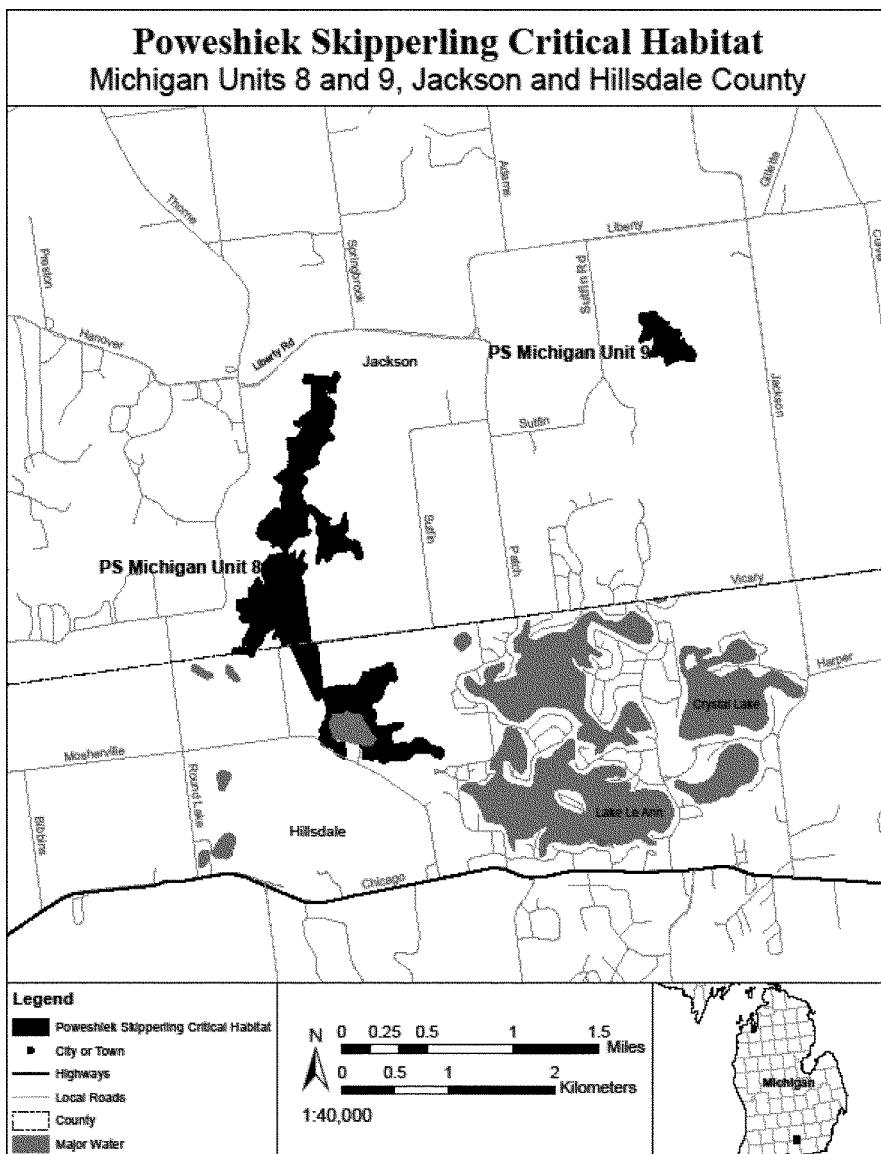 Poweshiek Skipperling Critical Habitat
Michigan Units 8 and 9, Jackson and Hillsdale County
Thorne
Adams
Gillette
Liberty
Springbrook
Preston
Sutfin Rd
Culver
Hanover
Liberty Rd
Jackson
PS Michigan Unit 9
Jackson
Sutfin
Sutfin
Patch
PS Michigan Unit 8
Vicary
Harper
Crystal Lake
Mosherville
Round Lake
Lake Le Ann
Bibbins
Hillsdale
Chicago
Legend
Poweshiek Skipperling Critical Habitat
City or Town
Highways
Local Roads
County
Major Water
N
0 0.25 0.5 1 1.5
Miles
0 0.5 1 2
Kilometers
1:40,000
Michigan